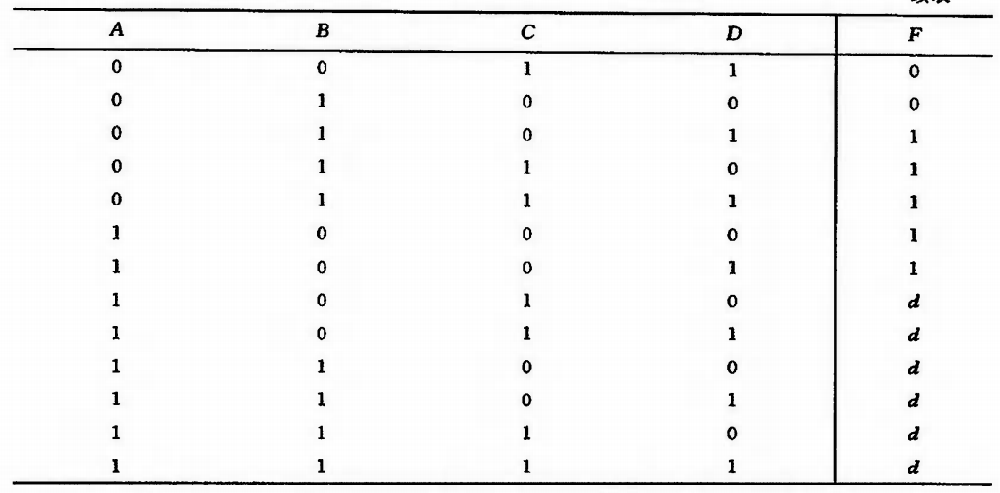 A B C D F
0 0 1 1 0
0 1 0 0 0
0 1 0 1 1
0 1 1 0 1
0 1 1 1 1
1 0 0 0 1
1 0 0 1 1
1 0 1 0 d
1 0 1 1 d
1 1 0 0 d
1 1 0 1 d
1 1 1 0 d
1 1 1 1 d